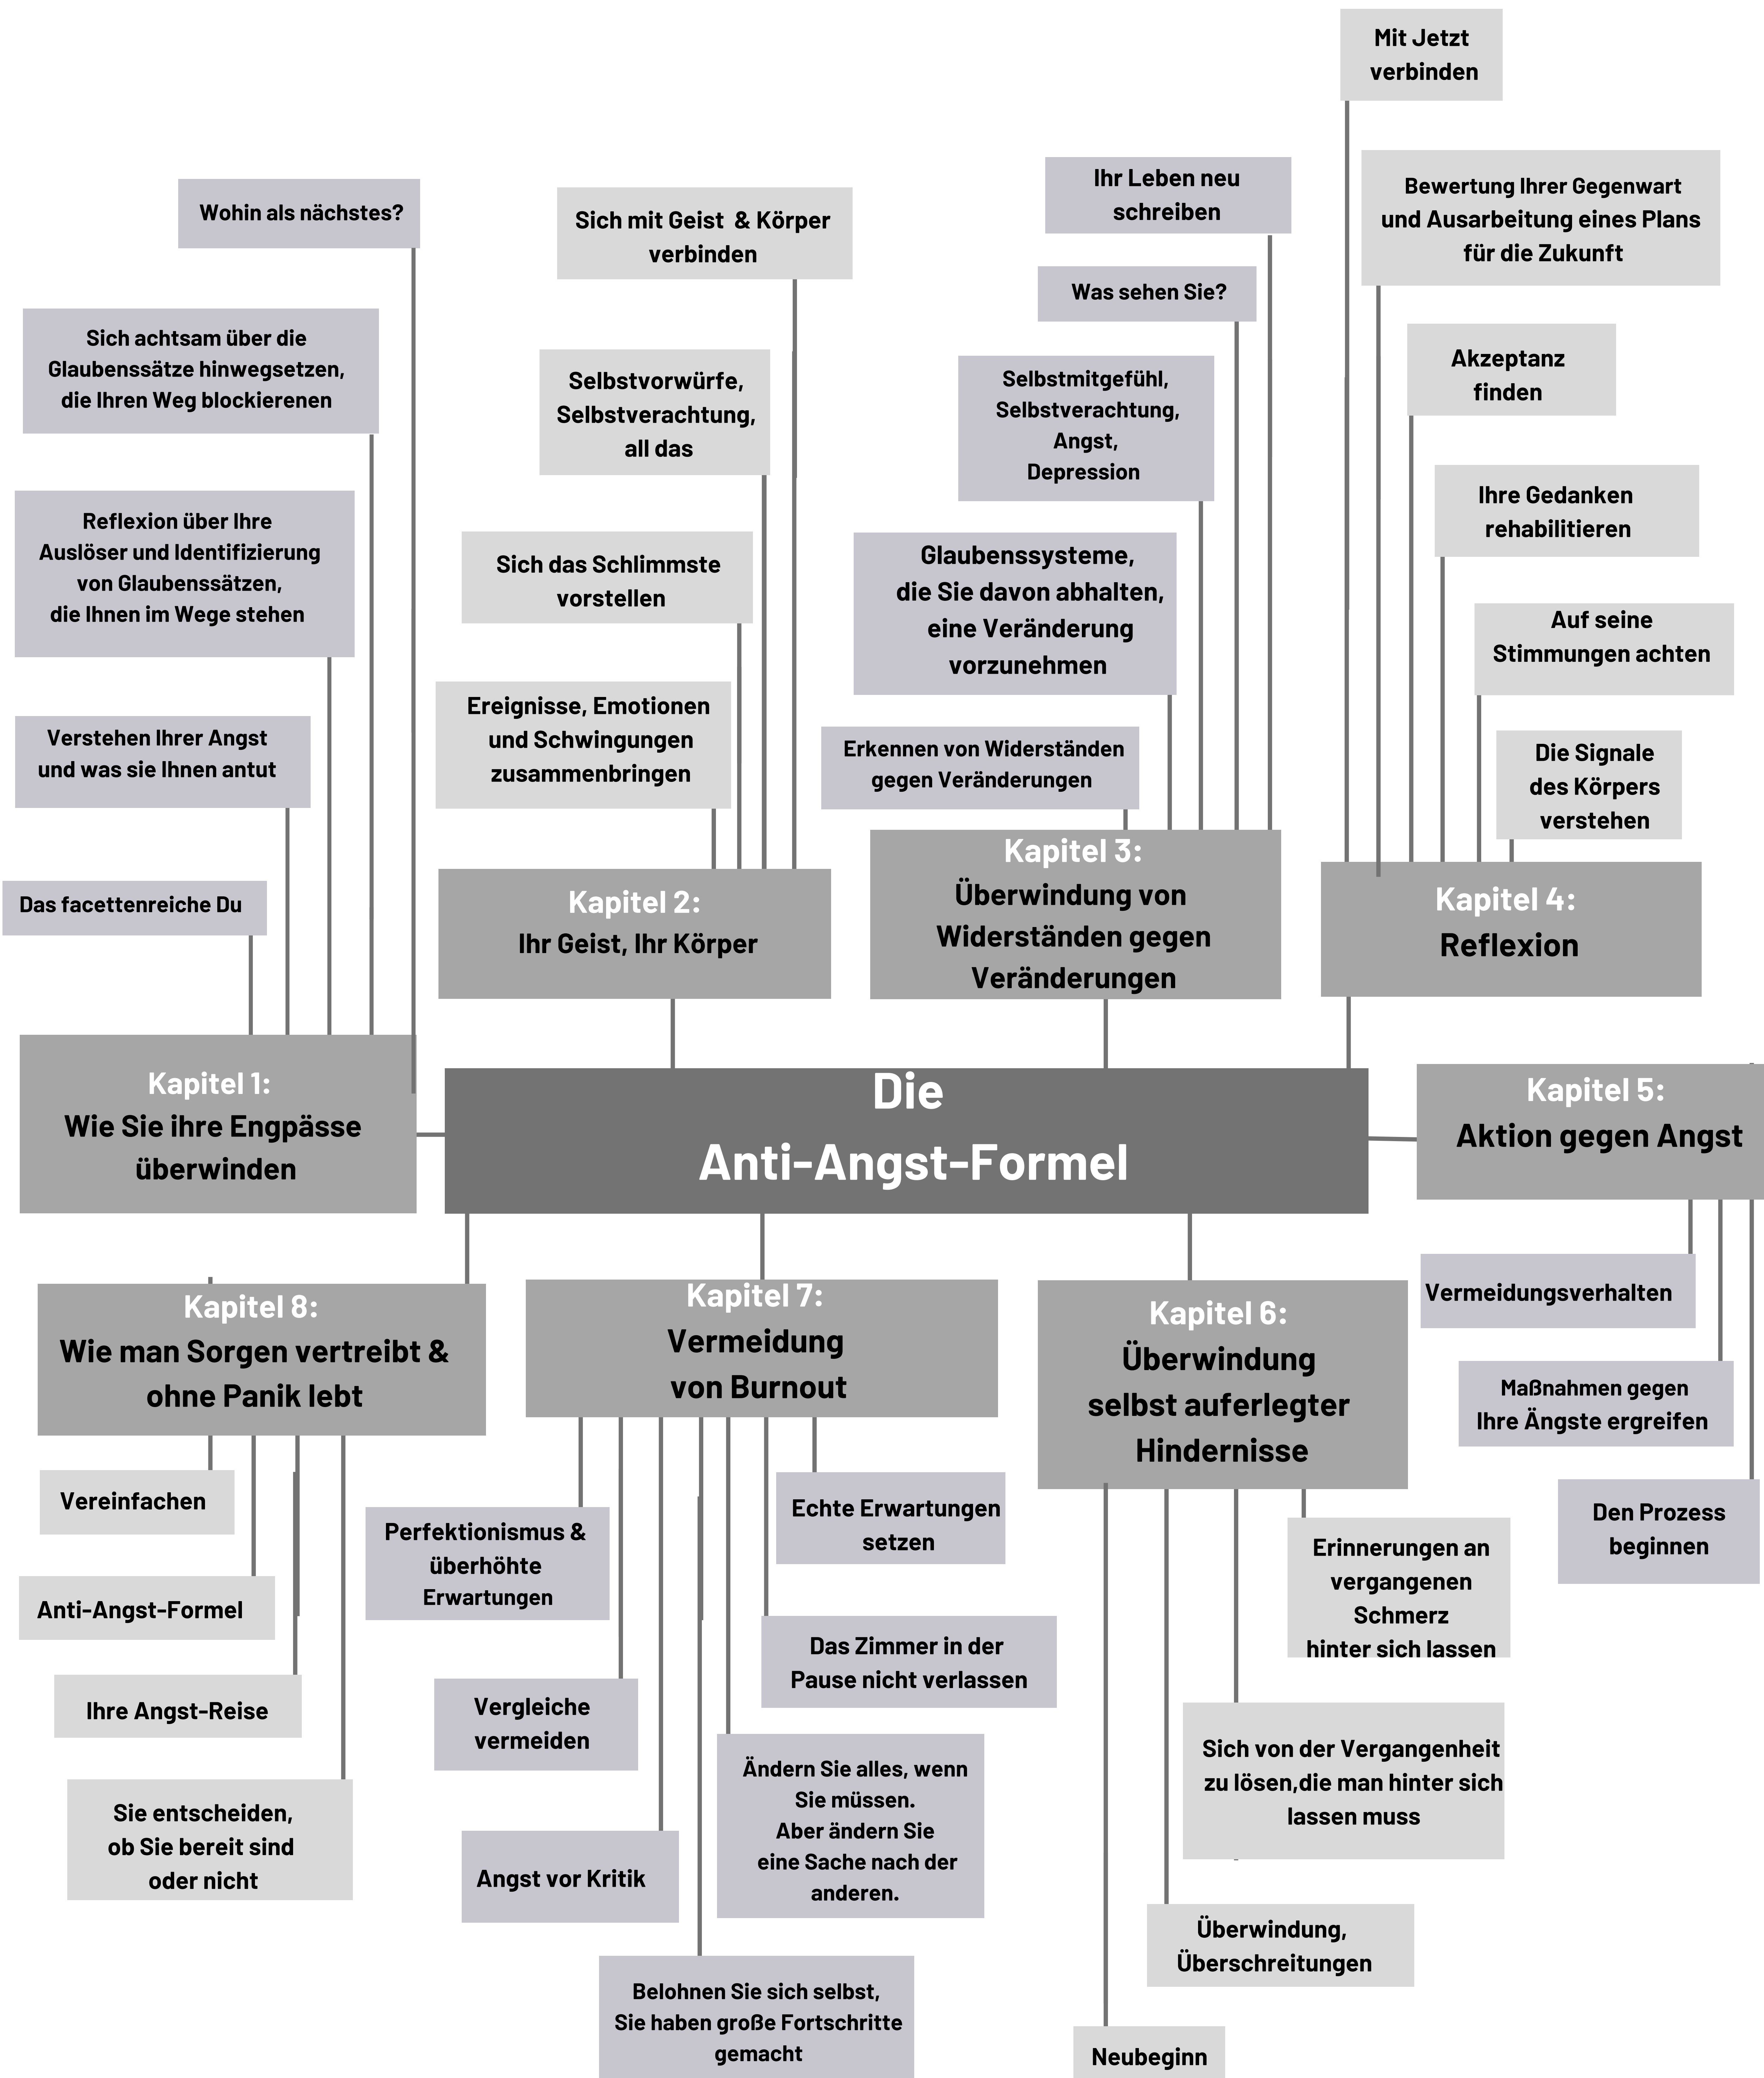 Mit Jetzt
verbinden
Bewertung Ihrer Gegenwart
und Ausarbeitung eines Plans
für die Zukunft
Akzeptanz
finden
Ihre Gedanken
rehabilitieren
Auf seine
Stimmungen achten
Die Signale
des Körpers
verstehen
Kapitel 4:
Reflexion
Ihr Leben neu
schreiben
Was sehen Sie?
Selbstmitgefühl,
Selbstverachtung,
Angst,
Depression
Glaubenssysteme,
die Sie davon abhalten,
eine Veränderung
vorzunehmen
Erkennen von Widerständen
gegen Veränderungen
Kapitel 3:
Überwindung von
Widerständen gegen
Veränderungen
Sich mit Geist & Körper
verbinden
Selbstvorwürfe,
Selbstverachtung,
all das
Sich das Schlimmste
vorstellen
Ereignisse, Emotionen
und Schwingungen
zusammenbringen
Kapitel 2:
Ihr Geist, Ihr Körper
Wohin als nächstes?
Sich achtsam über die
Glaubenssätze hinwegsetzen,
die Ihren Weg blockierenen
Reflexion über Ihre
Auslöser und Identifizierung
von Glaubenssätzen,
die Ihnen im Wege stehen
Verstehen Ihrer Angst
und was sie Ihnen antut
Das facettenreiche Du
Kapitel 1:
Wie Sie ihre Engpässe
überwinden
Die
Anti-Angst-Formel
Kapitel 5:
Aktion gegen Angst
Vermeidungsverhalten
Maßnahmen gegen
Ihre Ängste ergreifen
Den Prozess
beginnen
Kapitel 8:
Wie man Sorgen vertreibt &
ohne Panik lebt
Vereinfachen
Anti-Angst-Formel
Ihre Angst-Reise
Sie entscheiden,
ob Sie bereit sind
oder nicht
Kapitel 7:
Vermeidung
von Burnout
Perfektionismus &
überhöhte
Erwartungen
Vergleiche
vermeiden
Angst vor Kritik
Belohnen Sie sich selbst,
Sie haben große Fortschritte
gemacht
Ändern Sie alles, wenn
Sie müssen.
Aber ändern Sie
eine Sache nach der
anderen.
Das Zimmer in der
Pause nicht verlassen
Echte Erwartungen
setzen
Kapitel 6:
Überwindung
selbst auferlegter
Hindernisse
Erinnerungen an
vergangenen
Schmerz
hinter sich lassen
Sich von der Vergangenheit
zu lösen,die man hinter sich
lassen muss
Überwindung,
Überschreitungen
Neubeginn